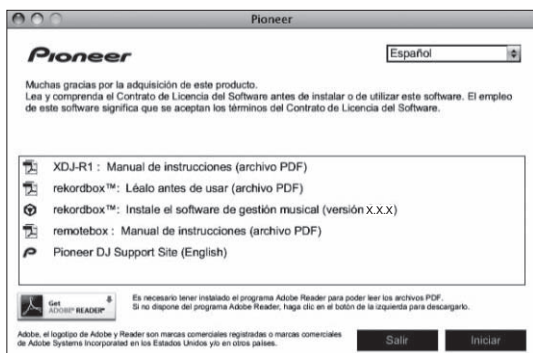 Pioneer
Pioneer
Español
Muchas gracias por la adquisición de este producto.
Lea y comprenda el Contrato de Licencia del Software antes de instalar o de utilizar este software. El empleo
de este software significa que se aceptan los términos del Contrato de Licencia del Software.
XDJ-R1 : Manual de instrucciones (archivo PDF)
rekordbox™: Léalo antes de usar (archivo PDF)
rekordbox™: Instale el software de gestión musical (versión X.X.X)
remotebox : Manual de instrucciones (archivo PDF)
Pioneer DJ Support Site (English)
Get
ADOBE® READER®
Es necesario tener instalado el programa Adobe Reader para poder leer los archivos PDF.
Si no dispone del programa Adobe Reader, haga clic en el botón de la izquierda para descargarlo.
Adobe, el logotipo de Adobe y Reader son marcas comerciales registradas o marcas comerciales
de Adobe Systems Incorporated en los Estados Unidos y/o en otros países.
Salir
Iniciar